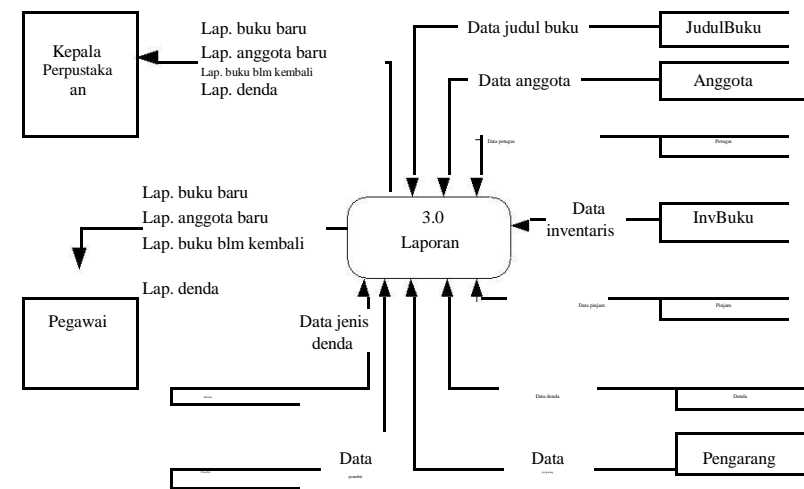 Lap. buku baru
Lap. anggota baru
Lap. buku blm kembali
Lap. denda
Kepala
Perpustaka
an
Data judul buku
JudulBuku
Data anggota
Anggota
Data petugas
Petugas
Lap. buku baru
Lap. anggota baru
Lap. buku blm kembali
Lap. denda
3.0
Laporan
Data
inventaris
InvBuku
Pegawai
Data jenis
denda
Data pinjam
Pinjam
Data denda
Denda
Data
Data
Pengarang